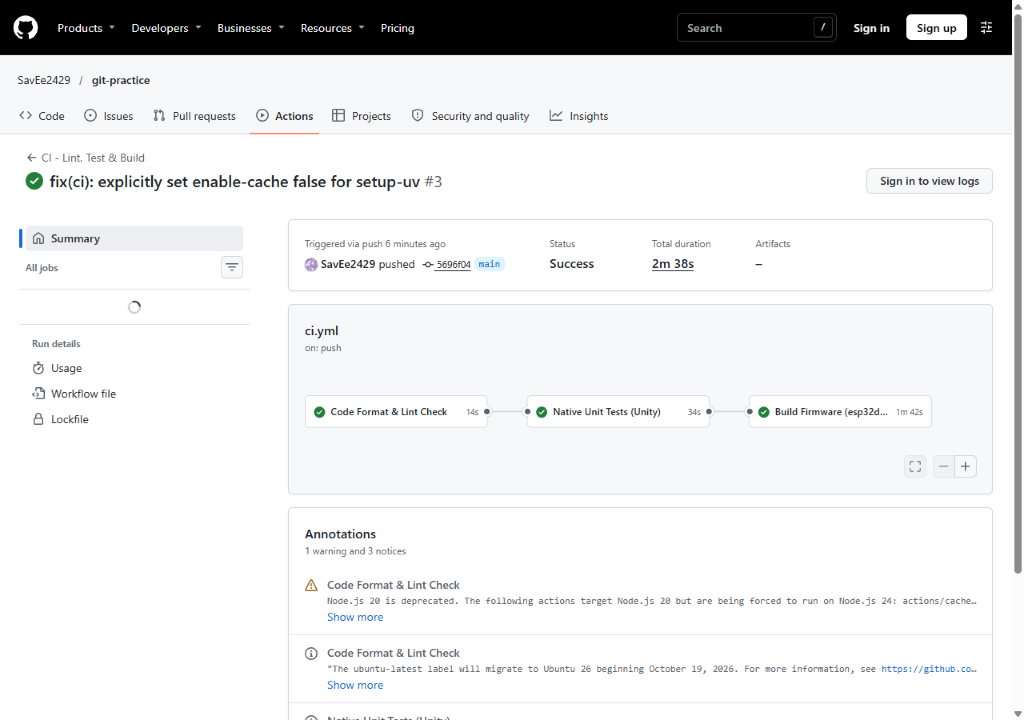 Products Developers Businesses Resources Pricing Search / Sign in Sign up
SavEe2429 / git-practice
Code Issues Pull requests Actions Projects Security and quality Insights
CI - Lint, Test & Build
fix(ci): explicitly set enable-cache false for setup-uv #3
Sign in to view logs
Summary
All jobs
Run details
Usage
Workflow file
Lockfile
Triggered via push 6 minutes ago
SavEe2429 pushed 5696f04 main
Status
Success
Total duration
2m 38s
Artifacts
–
ci.yml
on: push
Code Format & Lint Check 14s
Native Unit Tests (Unity) 34s
Build Firmware (esp32d... 1m 42s
Annotations
1 warning and 3 notices
Code Format & Lint Check
Node.js 20 is deprecated. The following actions target Node.js 20 but are being forced to run on Node.js 24: actions/cache…
Show more
Code Format & Lint Check
"The ubuntu-latest label will migrate to Ubuntu 26 beginning October 19, 2026. For more information, see https://github.co…
Show more
Native Unit Tests (Unity)